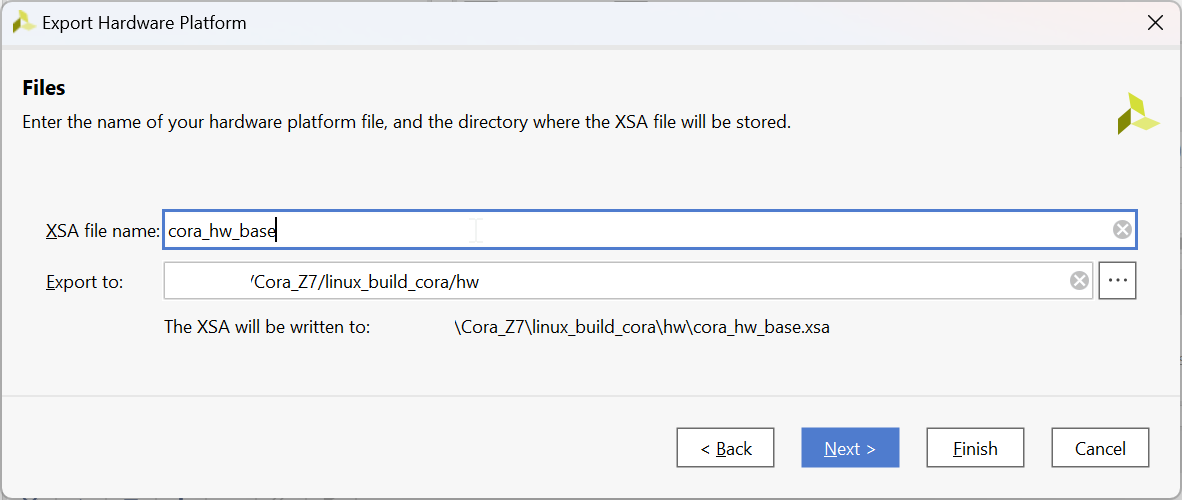 Export Hardware Platform
Files
Enter the name of your hardware platform file, and the directory where the XSA file will be stored.
XSA file name: cora_hw_base
Export to: /Cora_Z7/linux_build_cora/hw ...
The XSA will be written to: \Cora_Z7\linux_build_cora\hw\cora_hw_base.xsa
< Back Next > Finish Cancel